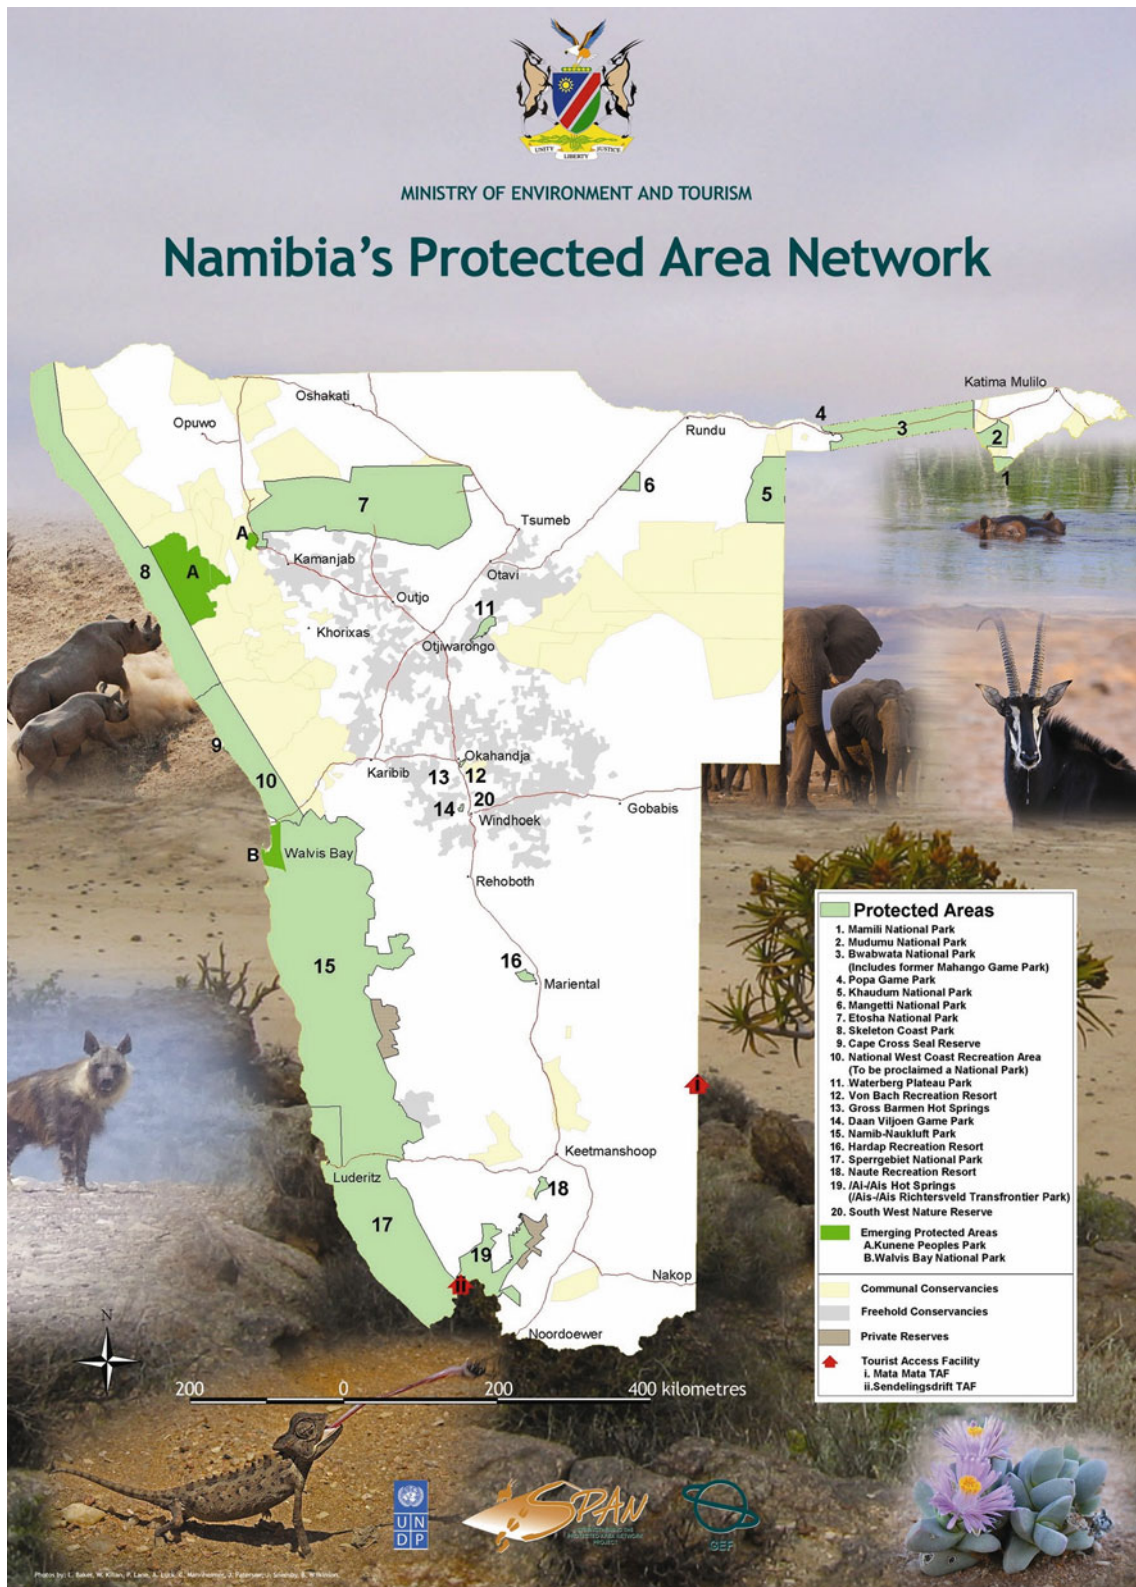 UNITY LIBERTY JUSTICE
MINISTRY OF ENVIRONMENT AND TOURISM
Namibia's Protected Area Network
Katima Mulilo
Oshakati
Opuwo
4
Rundu
3
2
1
6
5
7
Tsumeb
A
Kamanjab
Otavi
8
A
Outjo
11
Khorixas
Otjiwarongo
9
Okahandja
10
Karibib
13
12
20
14
Windhoek
Gobabis
B
Walvis Bay
Rehoboth
15
16
Mariental
i
Keetmanshoop
Luderitz
18
17
19
ii
Nakop
Noordoewer
Protected Areas
1. Mamili National Park
2. Mudumu National Park
3. Bwabwata National Park
(Includes former Mahango Game Park)
4. Popa Game Park
5. Khaudum National Park
6. Mangetti National Park
7. Etosha National Park
8. Skeleton Coast Park
9. Cape Cross Seal Reserve
10. National West Coast Recreation Area
(To be proclaimed a National Park)
11. Waterberg Plateau Park
12. Von Bach Recreation Resort
13. Gross Barmen Hot Springs
14. Daan Viljoen Game Park
15. Namib-Naukluft Park
16. Hardap Recreation Resort
17. Sperrgebiet National Park
18. Naute Recreation Resort
19. /Ai-/Ais Hot Springs
(/Ais-/Ais Richtersveld Transfrontier Park)
20. South West Nature Reserve
Emerging Protected Areas
A.Kunene Peoples Park
B.Walvis Bay National Park
Communal Conservancies
Freehold Conservancies
Private Reserves
Tourist Access Facility
i. Mata Mata TAF
ii.Sendelingsdrift TAF
N
200 0 200 400 kilometres
UN
DP
SPAN
PROTECTED AREA NETWORK
PROJECT
GEF